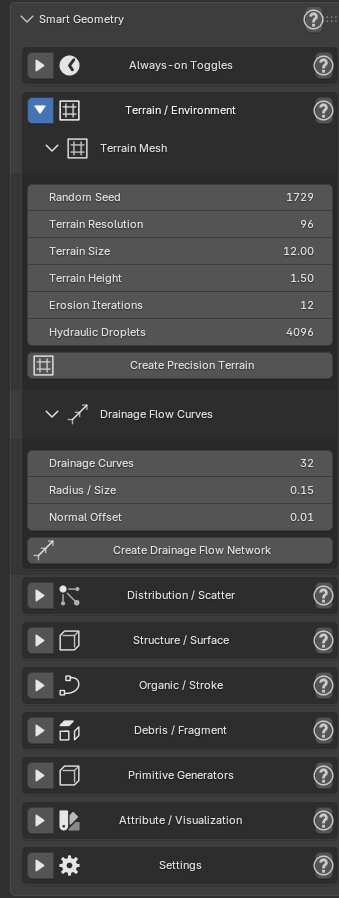 Smart Geometry
Always-on Toggles
Terrain / Environment
Terrain Mesh
Random Seed 1729
Terrain Resolution 96
Terrain Size 12.00
Terrain Height 1.50
Erosion Iterations 12
Hydraulic Droplets 4096
Create Precision Terrain
Drainage Flow Curves
Drainage Curves 32
Radius / Size 0.15
Normal Offset 0.01
Create Drainage Flow Network
Distribution / Scatter
Structure / Surface
Organic / Stroke
Debris / Fragment
Primitive Generators
Attribute / Visualization
Settings